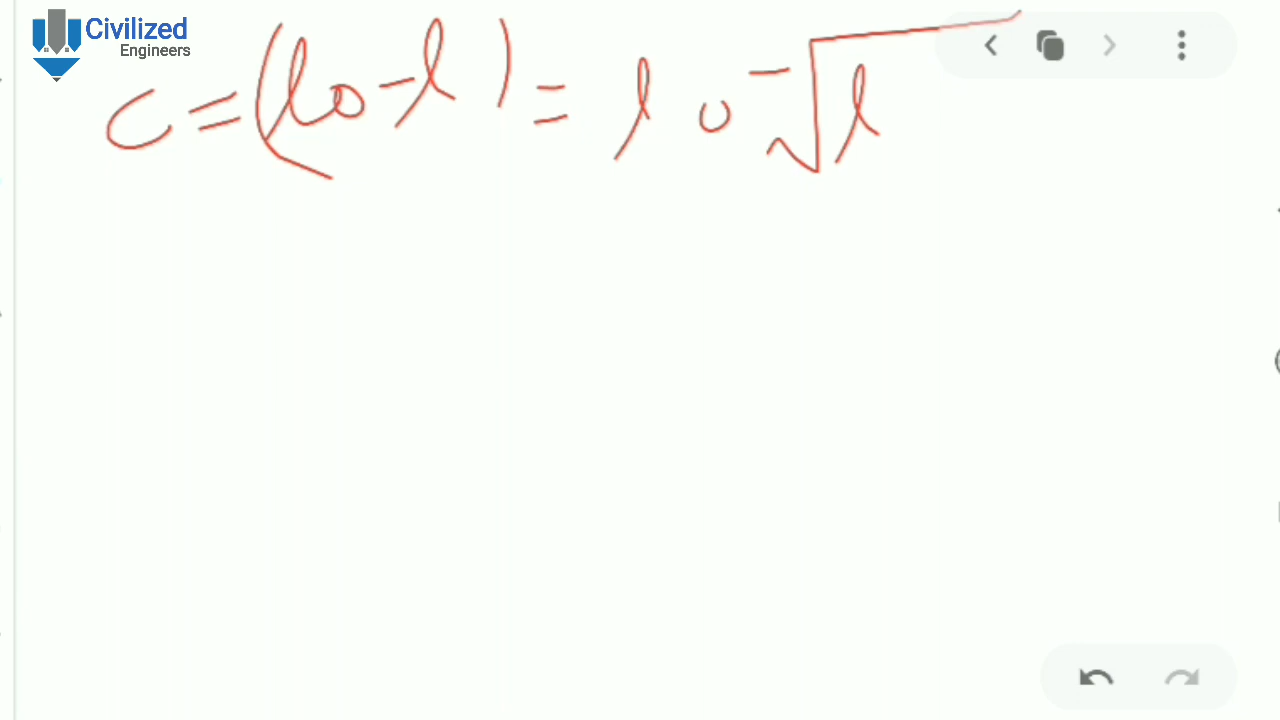 Civilized
Engineers
c = (lo - l) = lo - √l